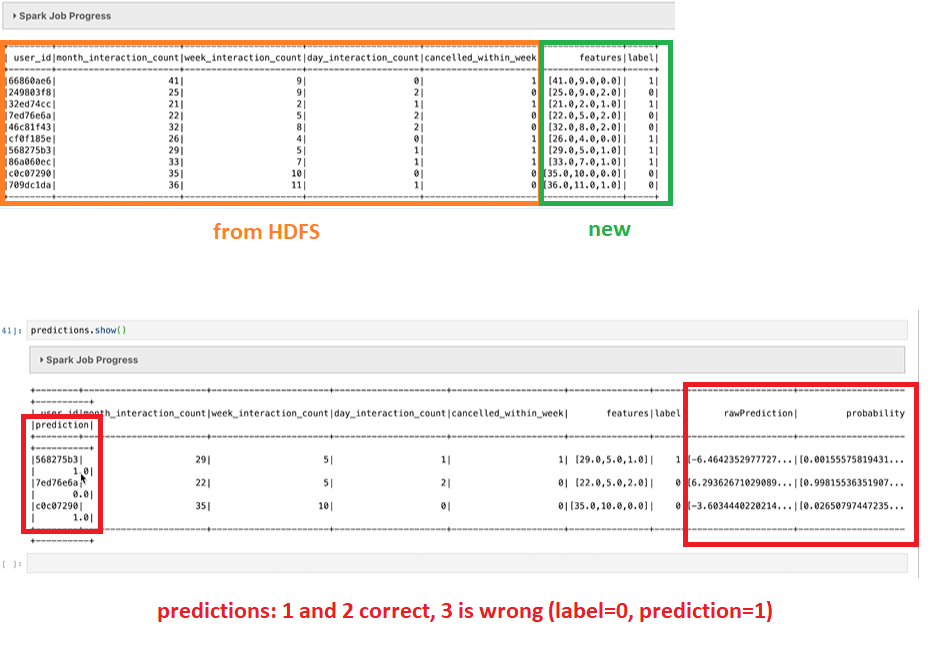 Spark Job Progress
| user_id|month_interaction_count|week_interaction_count|day_interaction_count|cancelled_within_week| features|label|
|66860ae6| 41| 9| 0| 1| [41.0,9.0,0.0]| 1|
|249803f8| 25| 9| 2| 0| [25.0,9.0,2.0]| 0|
|32ed74cc| 21| 2| 1| 1| [21.0,2.0,1.0]| 1|
|7ed76e6a| 22| 5| 2| 0| [22.0,5.0,2.0]| 0|
|46c81f43| 32| 8| 2| 0| [32.0,8.0,2.0]| 0|
|cf0f185e| 26| 4| 0| 1| [26.0,4.0,0.0]| 1|
|568275b3| 29| 5| 1| 1| [29.0,5.0,1.0]| 1|
|86a060ec| 33| 7| 1| 1| [33.0,7.0,1.0]| 1|
|c0c07290| 35| 10| 0| 0|[35.0,10.0,0.0]| 0|
|709dc1da| 36| 11| 1| 0|[36.0,11.0,1.0]| 0|
from HDFS new
41]: predictions.show()
Spark Job Progress
| user_id|month_interaction_count|week_interaction_count|day_interaction_count|cancelled_within_week| features|label| rawPrediction| probability
|prediction|
|568275b3| 29| 5| 1| 1| [29.0,5.0,1.0]| 1|[-6.4642352977727...|[0.00155575819431...
| 1.0|
|7ed76e6a| 22| 5| 2| 0| [22.0,5.0,2.0]| 0|[6.29362671029089...|[0.99815536351907...
| 0.0|
|c0c07290| 35| 10| 0| 0|[35.0,10.0,0.0]| 0|[-3.6034440220214...|[0.02650797447235...
| 1.0|
[ ]:
predictions: 1 and 2 correct, 3 is wrong (label=0, prediction=1)